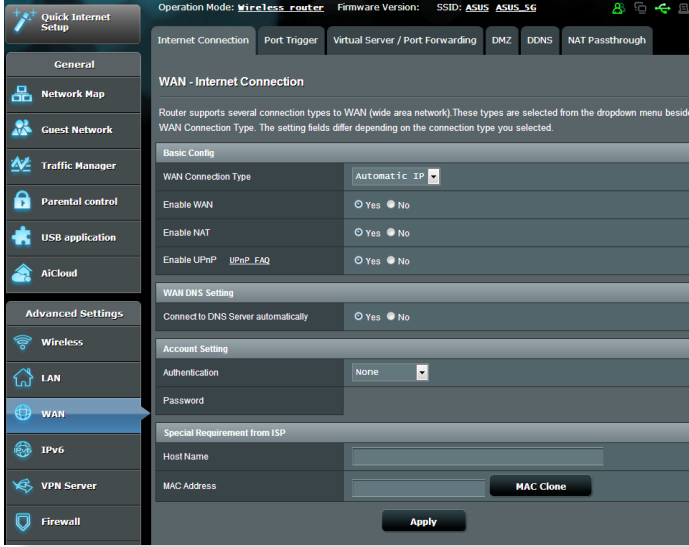 Quick Internet
Setup
Operation Mode: Wireless router Firmware Version: SSID: ASUS ASUS_5G
Internet Connection Port Trigger Virtual Server / Port Forwarding DMZ DDNS NAT Passthrough
General
Network Map
Guest Network
Traffic Manager
Parental control
USB application
AiCloud
Advanced Settings
Wireless
LAN
WAN
IPv6
VPN Server
Firewall
WAN - Internet Connection
Router supports several connection types to WAN (wide area network).These types are selected from the dropdown menu besid
WAN Connection Type. The setting fields differ depending on the connection type you selected.
Basic Config
WAN Connection Type Automatic IP
Enable WAN Yes No
Enable NAT Yes No
Enable UPnP UPnP FAQ Yes No
WAN DNS Setting
Connect to DNS Server automatically Yes No
Account Setting
Authentication None
Password
Special Requirement from ISP
Host Name
MAC Address MAC Clone
Apply